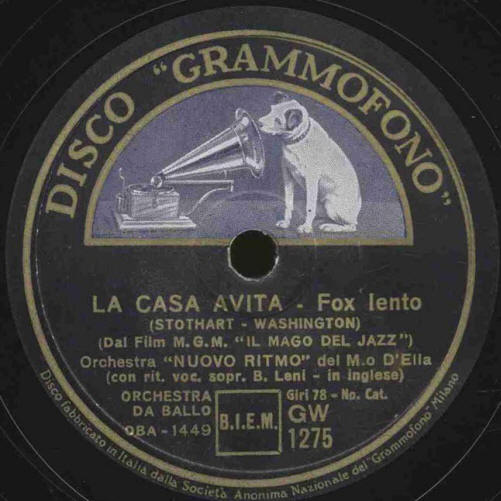 DISCO "GRAMMOFONO"
LA CASA AVITA - Fox lento
(STOTHART - WASHINGTON)
(Dal Film M.G.M. "IL MAGO DEL JAZZ")
Orchestra "NUOVO RITMO" del M.o D'Ella
(con rit. voc. sopr. B. Leni - in inglese)
ORCHESTRA
DA BALLO
OBA - 1449
B.I.E.M.
Giri 78 - No. Cat.
GW
1275
Disco fabbricato in Italia dalla Società Anonima Nazionale del "Grammofono" Milano